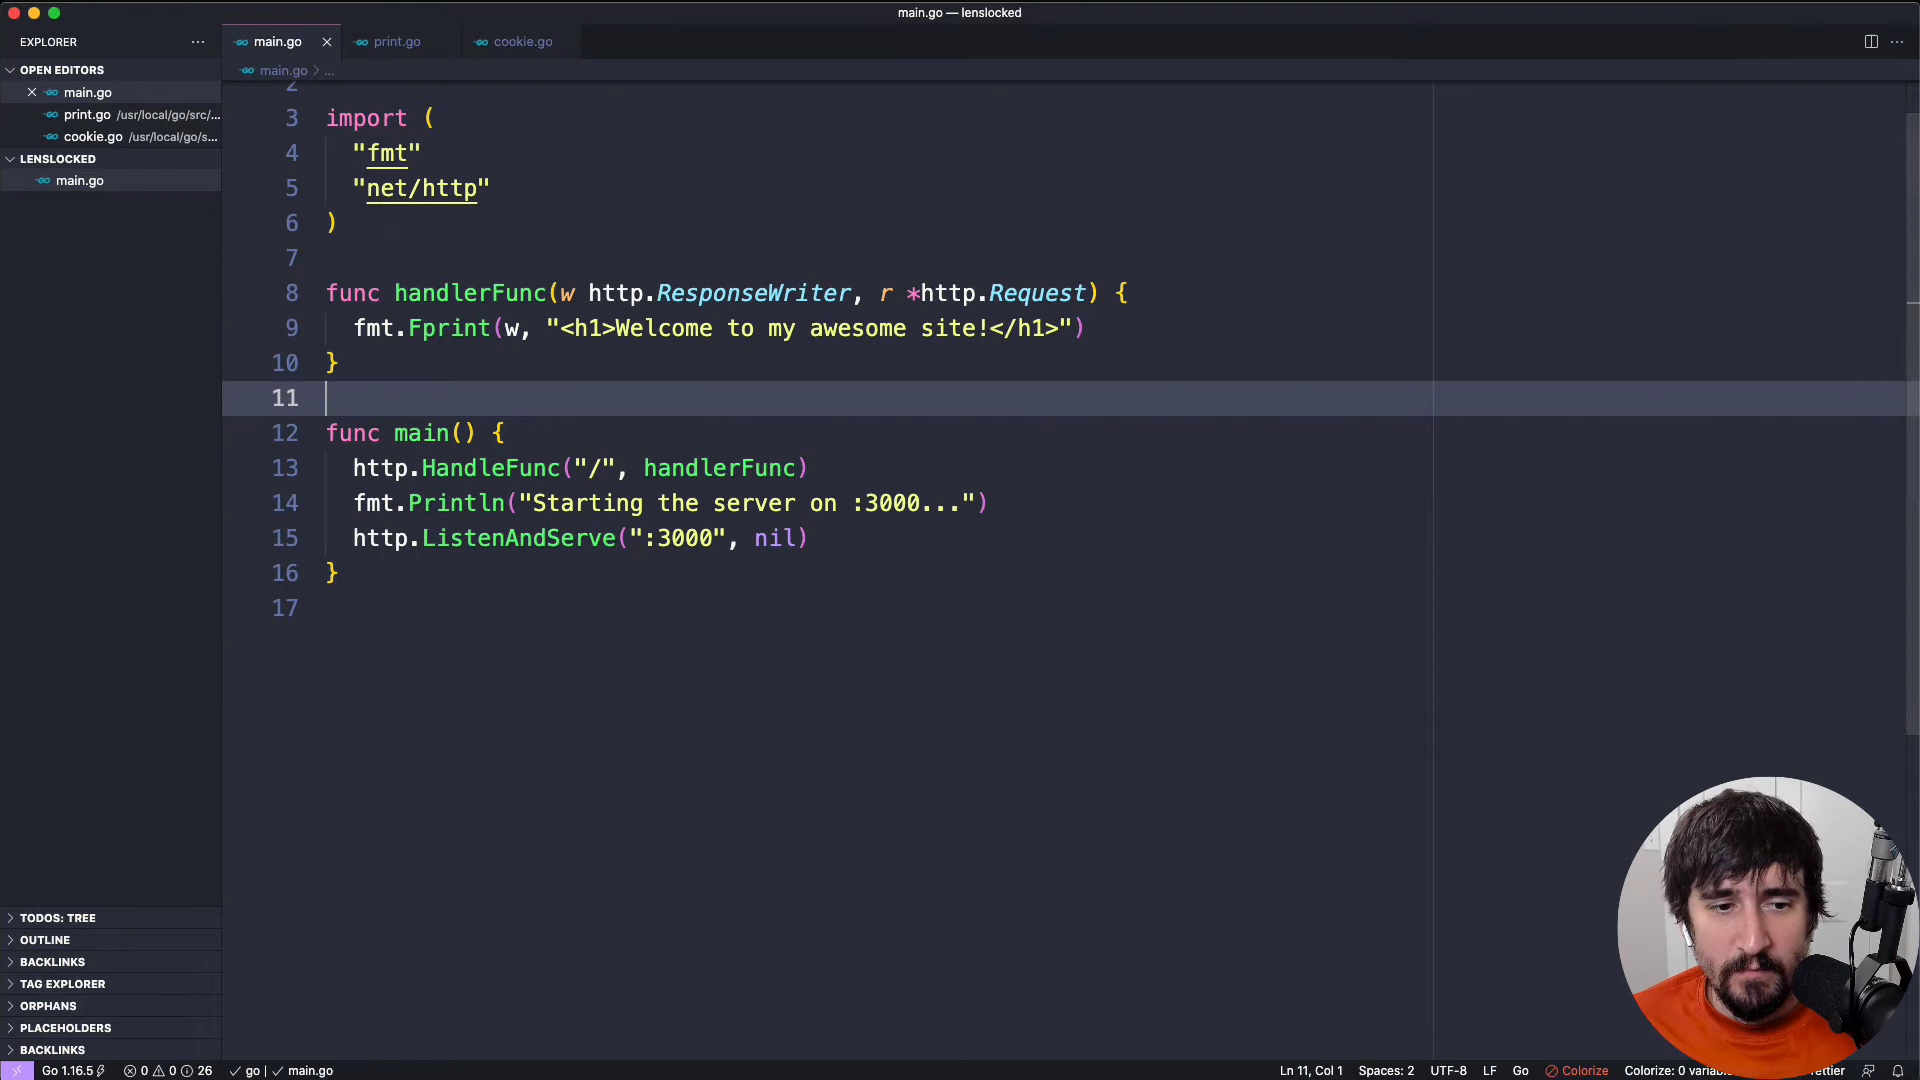 main.go — lenslocked
EXPLORER
main.go
print.go
cookie.go
main.go > ...
OPEN EDITORS
main.go
print.go /usr/local/go/src/...
cookie.go /usr/local/go/s...
LENSLOCKED
main.go
2
3 import (
4 "fmt"
5 "net/http"
6 )
7
8 func handlerFunc(w http.ResponseWriter, r *http.Request) {
9 fmt.Fprint(w, "<h1>Welcome to my awesome site!</h1>")
10 }
11
12 func main() {
13 http.HandleFunc("/", handlerFunc)
14 fmt.Println("Starting the server on :3000...")
15 http.ListenAndServe(":3000", nil)
16 }
17
TODOS: TREE
OUTLINE
BACKLINKS
TAG EXPLORER
ORPHANS
PLACEHOLDERS
BACKLINKS
Go 1.16.5 0 0 26 go | main.go
Ln 11, Col 1 Spaces: 2 UTF-8 LF Go Colorize Colorize: 0 variab ettier